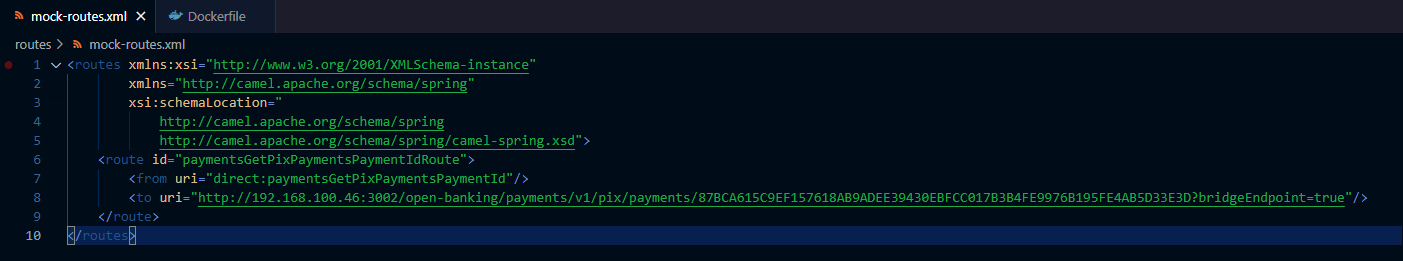 mock-routes.xml Dockerfile
routes > mock-routes.xml
1 <routes xmlns:xsi="http://www.w3.org/2001/XMLSchema-instance"
2 xmlns="http://camel.apache.org/schema/spring"
3 xsi:schemaLocation="
4 http://camel.apache.org/schema/spring
5 http://camel.apache.org/schema/spring/camel-spring.xsd">
6 <route id="paymentsGetPixPaymentsPaymentIdRoute">
7 <from uri="direct:paymentsGetPixPaymentsPaymentId"/>
8 <to uri="http://192.168.100.46:3002/open-banking/payments/v1/pix/payments/87BCA615C9EF157618AB9ADEE39430EBFCC017B3B4FE9976B195FE4AB5D33E3D?bridgeEndpoint=true"/>
9 </route>
10 </routes>